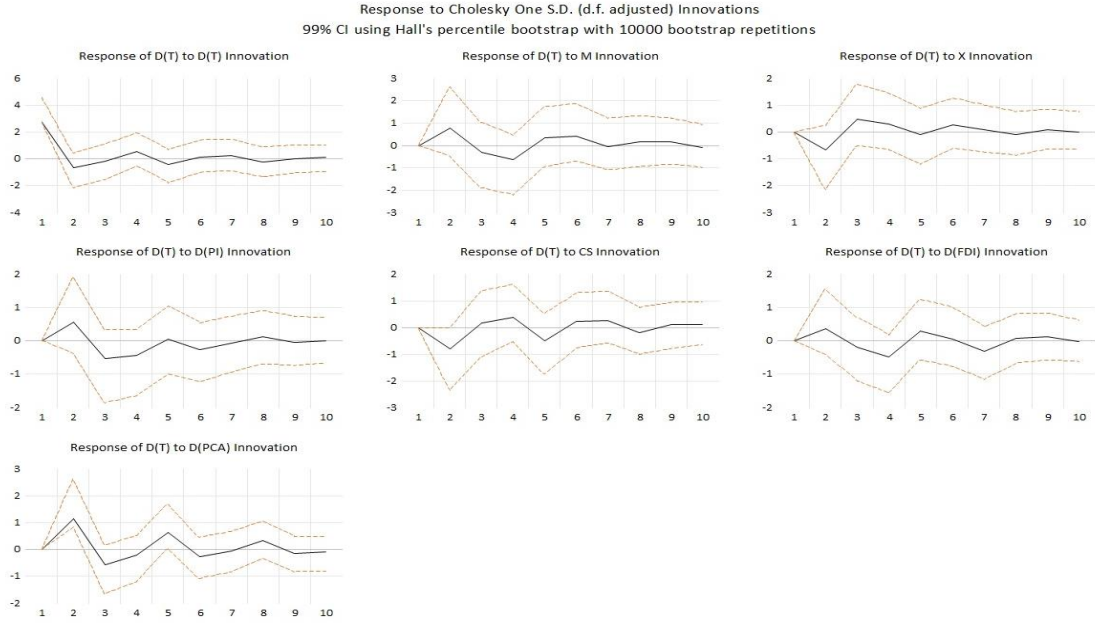 Response to Cholesky One S.D. (d.f. adjusted) Innovations
99% CI using Hall's percentile bootstrap with 10000 bootstrap repetitions
Response of D(T) to D(T) Innovation
6
4
2
0
-2
-4
1 2 3 4 5 6 7 8 9 10
Response of D(T) to M Innovation
3
2
1
0
-1
-2
-3
1 2 3 4 5 6 7 8 9 10
Response of D(T) to X Innovation
2
1
0
-1
-2
-3
1 2 3 4 5 6 7 8 9 10
Response of D(T) to D(PI) Innovation
2
1
0
-1
-2
1 2 3 4 5 6 7 8 9 10
Response of D(T) to CS Innovation
2
1
0
-1
-2
-3
1 2 3 4 5 6 7 8 9 10
Response of D(T) to D(FDI) Innovation
2
1
0
-1
-2
1 2 3 4 5 6 7 8 9 10
Response of D(T) to D(PCA) Innovation
3
2
1
0
-1
-2
1 2 3 4 5 6 7 8 9 10